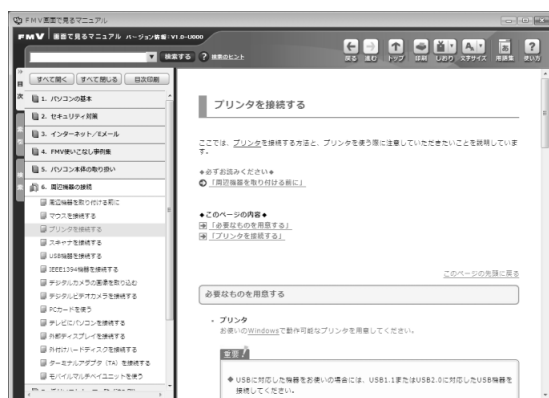 FMV画面で見るマニュアル
FMV 画面で見るマニュアル バージョン情報:V1.0-U000
検索する ? 検索のヒント
戻る 進む トップ 印刷 しおり 文字サイズ 用語集 使い方
目次
すべて開く すべて閉じる 目次印刷
1. パソコンの基本
2. セキュリティ対策
3. インターネット/Eメール
4. FMV使いこなし事例集
5. パソコン本体の取り扱い
6. 周辺機器の接続
周辺機器を取り付ける前に
マウスを接続する
プリンタを接続する
スキャナを接続する
USB機器を接続する
IEEE1394機器を接続する
デジタルカメラの画像を取り込む
デジタルビデオカメラを接続する
PCカードを使う
テレビにパソコンを接続する
外部ディスプレイを接続する
外付けハードディスクを接続する
ターミナルアダプタ(TA)を接続する
モバイルマルチベイユニットを使う
プリンタを接続する
ここでは、プリンタを接続する方法と、プリンタを使う際に注意していただきたいことを説明していま
す。
◆必ずお読みください◆
「周辺機器を取り付ける前に」
◆このページの内容◆
「必要なものを用意する」
「プリンタを接続する」
このページの先頭に戻る
必要なものを用意する
・プリンタ
お使いのWindowsで動作可能なプリンタを用意してください。
重要!
◆USBに対応した機器をお使いの場合には、USB1.1またはUSB2.0に対応したUSB機器を
接続してください。